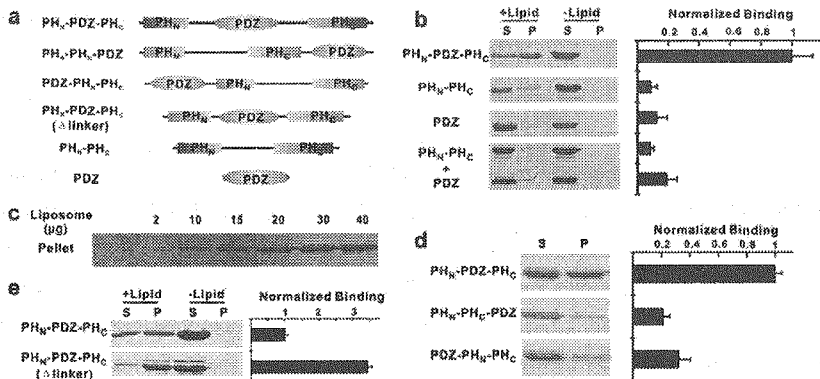 a
PH_N-PDZ-PH_C PH_N PDZ PH_C
PH_N-PH_C-PDZ PH_N PH_C PDZ
PDZ-PH_N-PH_C PDZ PH_N PH_C
PH_N-PDZ-PH_C PH_N PDZ PH_C
(Δlinker)
PH_N-PH_C PH_N PH_C
PDZ PDZ
b
+Lipid -Lipid Normalized Binding
S P S P 0.2 0.4 0.6 0.8 1
PH_N-PDZ-PH_C
PH_N-PH_C
PDZ
PH_N-PH_C
+
PDZ
c
Liposome 2 10 15 20 30 40
(μg)
Pellet
d
Normalized Binding
S P 0.2 0.4 0.6 0.8 1
PH_N-PDZ-PH_C
PH_N-PH_C-PDZ
PDZ-PH_N-PH_C
e
+Lipid -Lipid Normalized Binding
S P S P 1 2 3
PH_N-PDZ-PH_C
PH_N-PDZ-PH_C
(Δlinker)